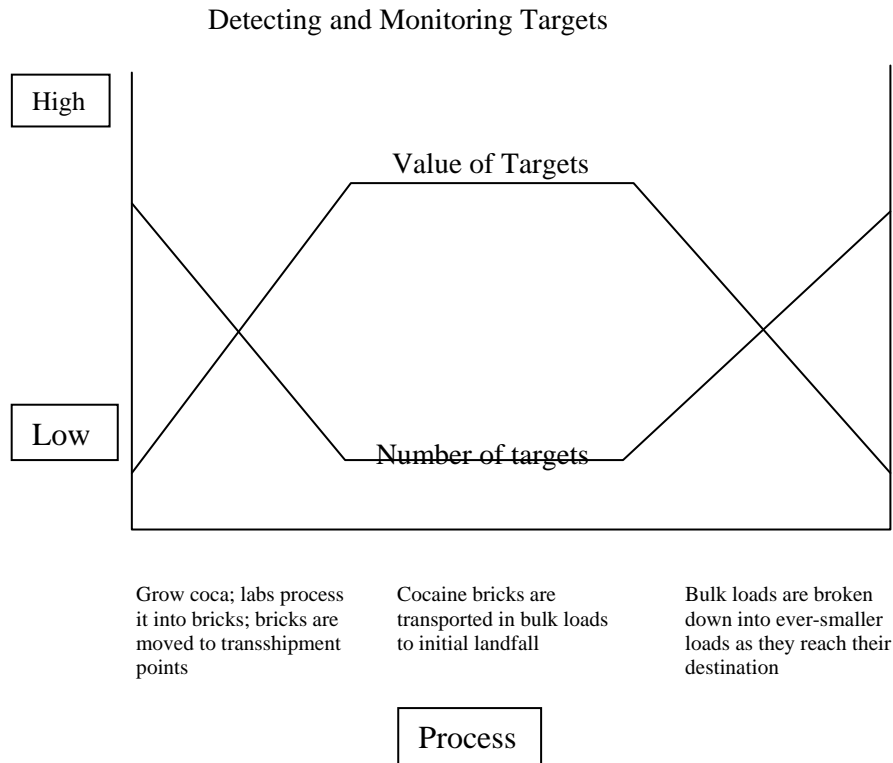 Detecting and Monitoring Targets
High
Value of Targets
Low
Number of targets
Grow coca; labs process
it into bricks; bricks are
moved to transshipment
points
Cocaine bricks are
transported in bulk loads
to initial landfall
Bulk loads are broken
down into ever-smaller
loads as they reach their
destination
Process